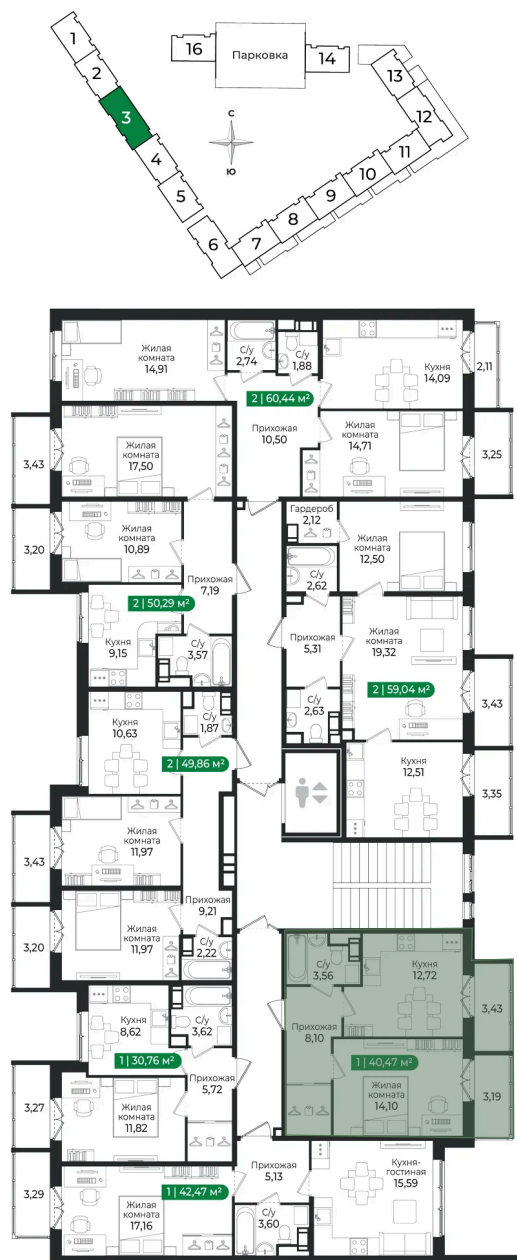 1
2
3
4
5
6
7
8
9
10
11
12
13
14
16
Парковка
С
Ю
Жилая
комната
14,91
С/у
2,74
С/у
1,88
Кухня
14,09
2,11
2 | 60,44 м²
Прихожая
10,50
Жилая
комната
17,50
3,43
Жилая
комната
14,71
3,25
Гардероб
2,12
Жилая
комната
10,89
3,20
Жилая
комната
12,50
Прихожая
7,19
С/у
2,62
2 | 50,29 м²
Кухня
9,15
С/у
3,57
Прихожая
5,31
Жилая
комната
19,32
2 | 59,04 м²
3,43
С/у
2,63
Кухня
10,63
С/у
1,87
2 | 49,86 м²
Кухня
12,51
3,35
Жилая
комната
11,97
3,43
Прихожая
9,21
Жилая
комната
11,97
3,20
С/у
2,22
С/у
3,56
Кухня
12,72
3,43
Прихожая
8,10
Кухня
8,62
С/у
3,62
1 | 30,76 м²
1 | 40,47 м²
Жилая
комната
14,10
3,19
Прихожая
5,72
Жилая
комната
11,82
3,27
Прихожая
5,13
Кухня-
гостиная
15,59
1 | 42,47 м²
Жилая
комната
17,16
3,29
С/у
3,60